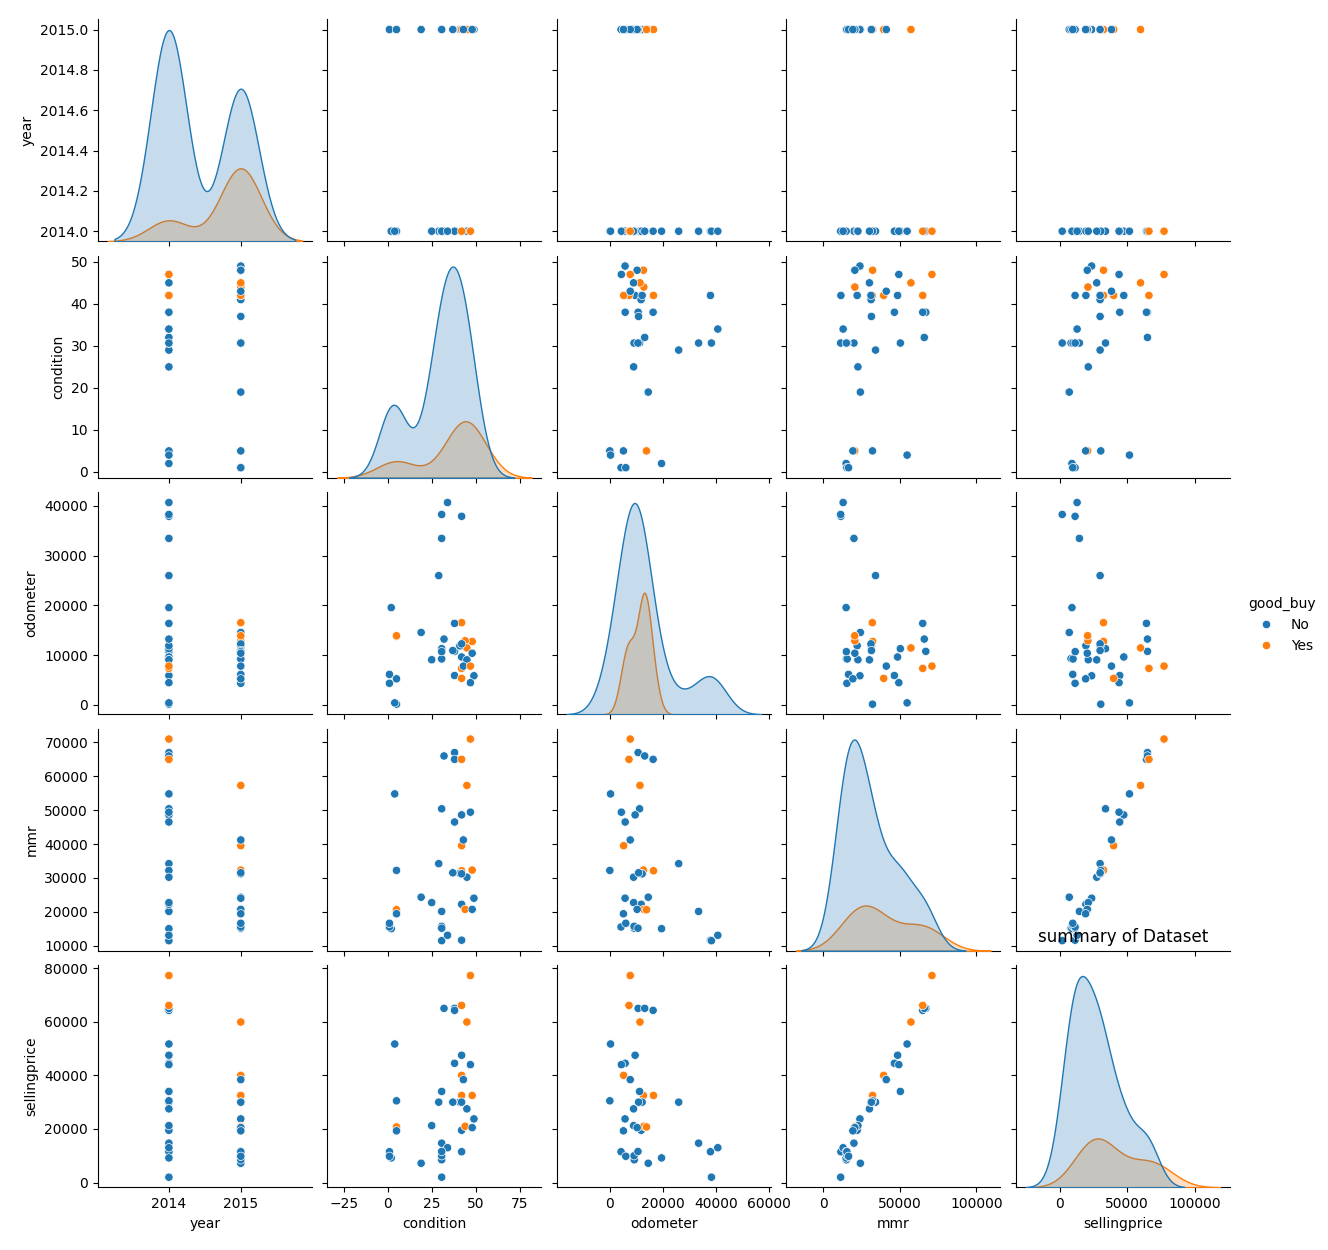 2015.0
2014.8
2014.6
2014.4
2014.2
2014.0
year
50
40
30
20
10
0
condition
40000
30000
20000
10000
0
odometer
good_buy
No
Yes
70000
60000
50000
40000
30000
20000
10000
mmr
summary of Dataset
80000
60000
40000
20000
0
sellingprice
2014 2015
−25 0 25 50 75
0 20000 40000 60000
0 50000 100000
0 50000 100000
year
condition
odometer
mmr
sellingprice